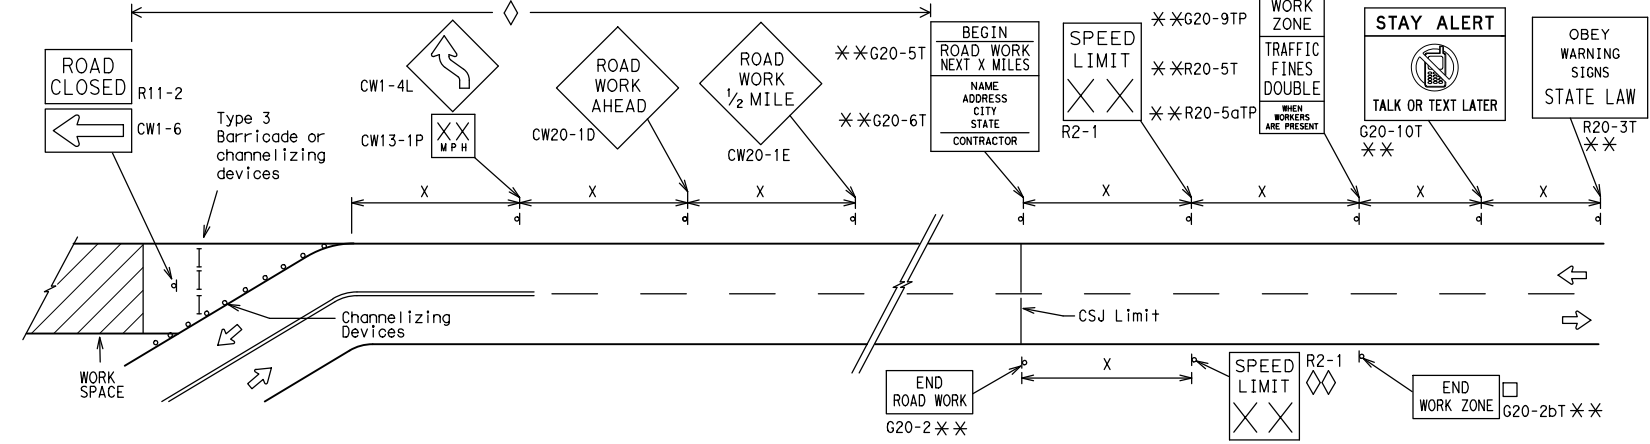 ROAD
CLOSED
R11-2
CW1-6
Type 3
Barricade or
channelizing
devices
CW1-4L
CW13-1P
X X
M P H
ROAD
WORK
AHEAD
CW20-1D
ROAD
WORK
1/2 MILE
CW20-1E
**G20-5T
**G20-6T
BEGIN
ROAD WORK
NEXT X MILES
NAME
ADDRESS
CITY
STATE
CONTRACTOR
SPEED
LIMIT
X X
R2-1
**G20-9TP
**R20-5T
**R20-5aTP
WORK
ZONE
TRAFFIC
FINES
DOUBLE
WHEN
WORKERS
ARE PRESENT
STAY ALERT
TALK OR TEXT LATER
G20-10T
**
OBEY
WARNING
SIGNS
STATE LAW
R20-3T
**
X
X
X
X
X
X
X
Channelizing
Devices
CSJ Limit
WORK
SPACE
END
ROAD WORK
G20-2 **
X
SPEED
LIMIT
X X
R2-1
END
WORK ZONE
G20-2bT **